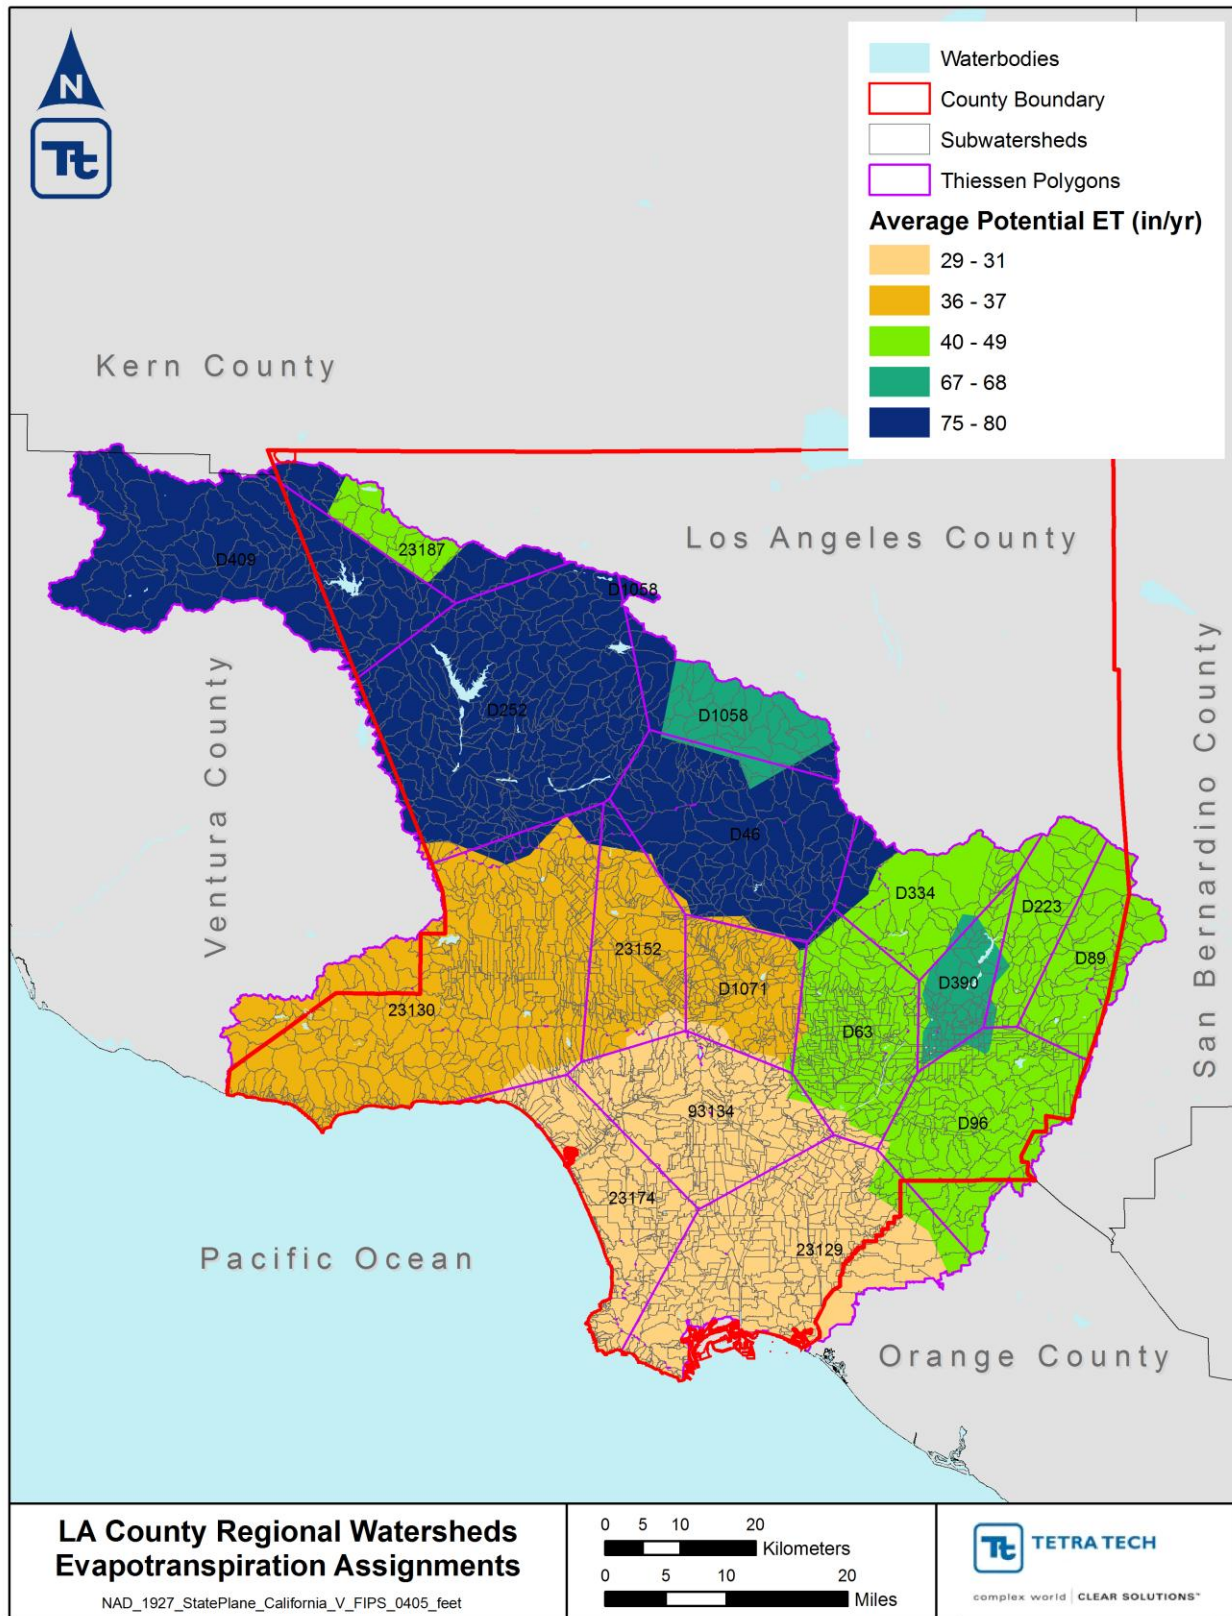 N
Tt
Waterbodies
County Boundary
Subwatersheds
Thiessen Polygons
Average Potential ET (in/yr)
29 - 31
36 - 37
40 - 49
67 - 68
75 - 80
Kern County
Los Angeles County
Ventura County
San Bernardino County
Pacific Ocean
Orange County
D409
23187
D1058
D252
D1058
D46
D334
D223
D89
23152
D1071
D390
23130
D63
93134
D96
23174
23129
LA County Regional Watersheds
Evapotranspiration Assignments
NAD_1927_StatePlane_California_V_FIPS_0405_feet
0 5 10 20
Kilometers
0 5 10 20
Miles
Tt TETRA TECH
complex world | CLEAR SOLUTIONS™